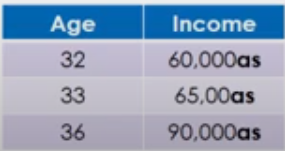 Age Income
32 60,000as
33 65,00as
36 90,000as